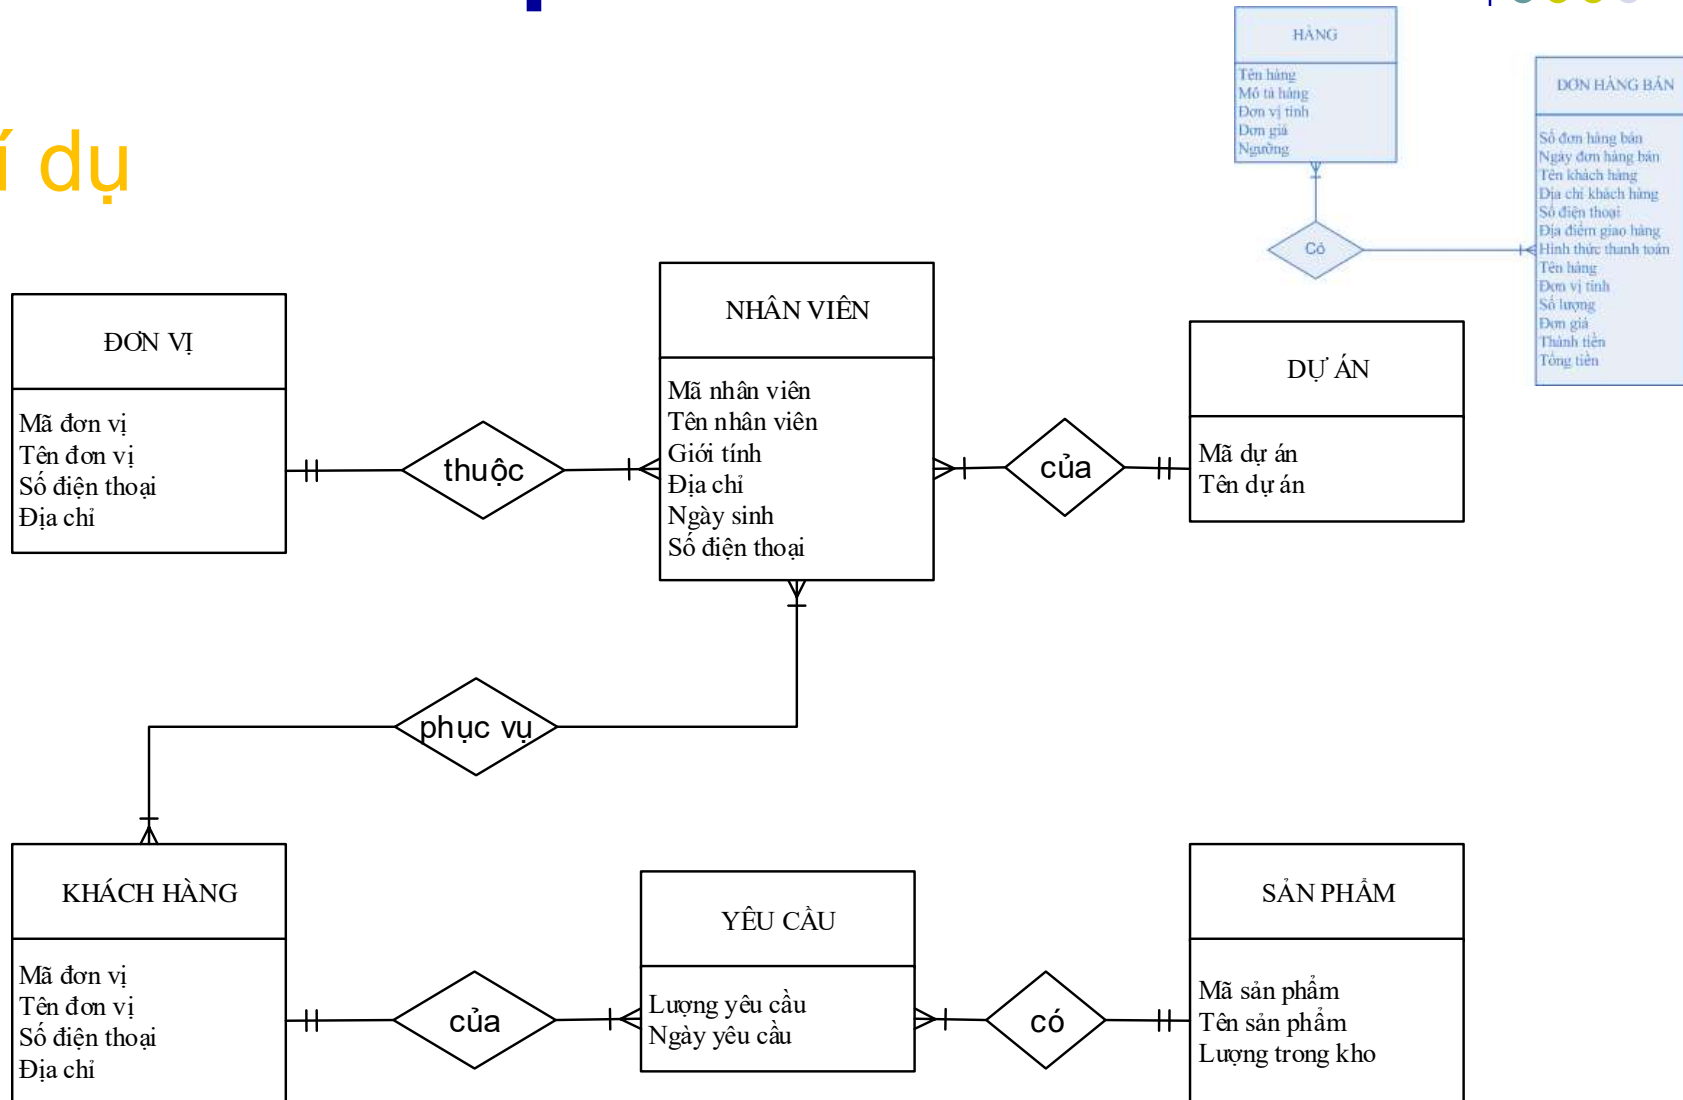 í dụ
HÀNG
Tên hàng
Mô tả hàng
Đơn vị tính
Đơn giá
Ngưỡng
Có
ĐƠN HÀNG BÁN
Số đơn hàng bán
Ngày đơn hàng bán
Tên khách hàng
Địa chỉ khách hàng
Số điện thoại
Địa điểm giao hàng
Hình thức thanh toán
Tên hàng
Đơn vị tính
Số lượng
Đơn giá
Thành tiền
Tổng tiền
ĐƠN VỊ
Mã đơn vị
Tên đơn vị
Số điện thoại
Địa chỉ
thuộc
NHÂN VIÊN
Mã nhân viên
Tên nhân viên
Giới tính
Địa chỉ
Ngày sinh
Số điện thoại
của
DỰ ÁN
Mã dự án
Tên dự án
phục vụ
KHÁCH HÀNG
Mã đơn vị
Tên đơn vị
Số điện thoại
Địa chỉ
của
YÊU CẦU
Lượng yêu cầu
Ngày yêu cầu
có
SẢN PHẨM
Mã sản phẩm
Tên sản phẩm
Lượng trong kho